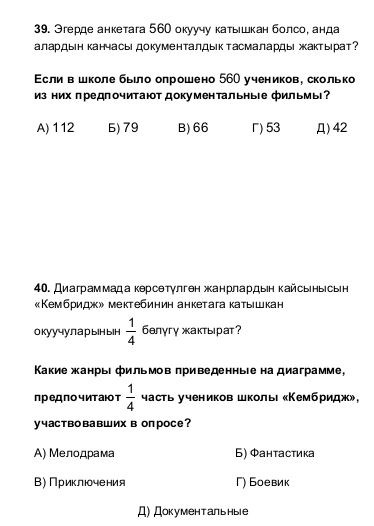 39. Эгерде анкетага 560 окуучу катышкан болсо, анда
алардын канчасы документалдык тасмаларды жактырат?
Если в школе было опрошено 560 учеников, сколько
из них предпочитают документальные фильмы?
А) 112 Б) 79 В) 66 Г) 53 Д) 42
40. Диаграммада көрсөтүлгөн жанрлардын кайсынысын
«Кембридж» мектебинин анкетага катышкан
окуучуларынын 1/4 бөлүгү жактырат?
Какие жанры фильмов приведенные на диаграмме,
предпочитают 1/4 часть учеников школы «Кембридж»,
участвовавших в опросе?
А) Мелодрама Б) Фантастика
В) Приключения Г) Боевик
Д) Документальные